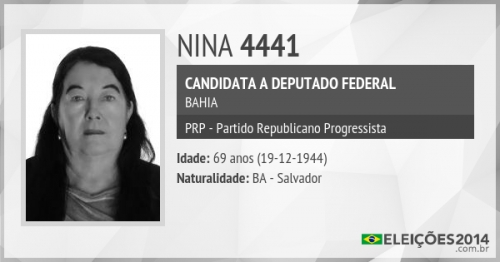 NINA 4441
CANDIDATA A DEPUTADO FEDERAL
BAHIA
PRP - Partido Republicano Progressista
Idade: 69 anos (19-12-1944)
Naturalidade: BA - Salvador
ELEIÇÕES2014
.com.br